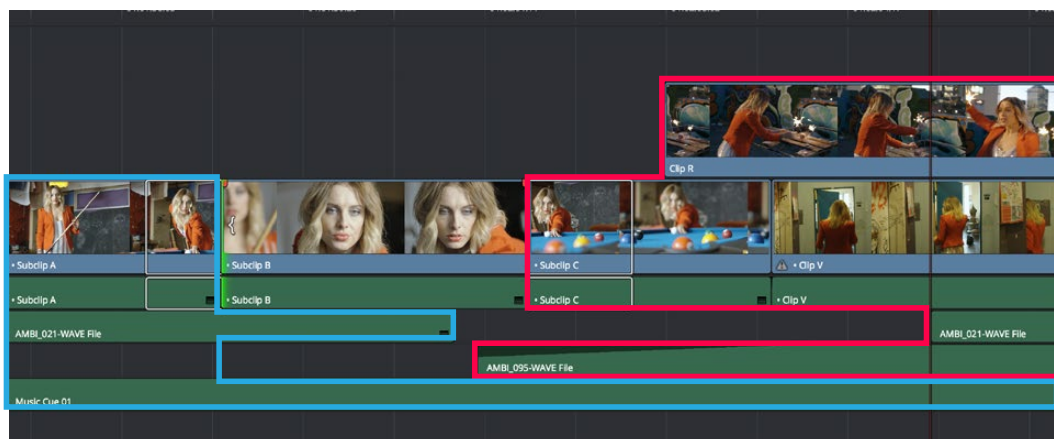 Clip R
• Subclip A
• Subclip B
• Subclip C
• Clip V
• Subclip A
• Subclip B
• Subclip C
• Clip V
AMBI_021-WAVE File
AMBI_021-WAVE File
AMBI_095-WAVE File
Music Cue 01